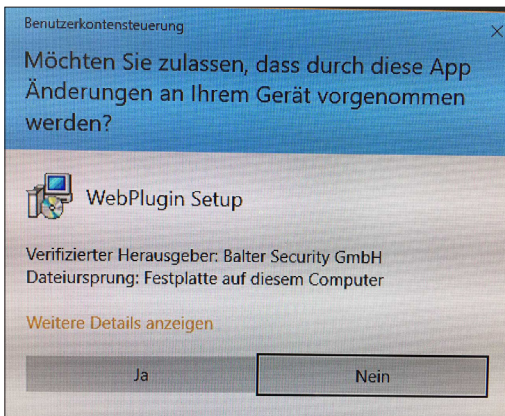 Benutzerkontensteuerung
Möchten Sie zulassen, dass durch diese App
Änderungen an Ihrem Gerät vorgenommen
werden?
WebPlugin Setup
Verifizierter Herausgeber: Balter Security GmbH
Dateiursprung: Festplatte auf diesem Computer
Weitere Details anzeigen
Ja
Nein